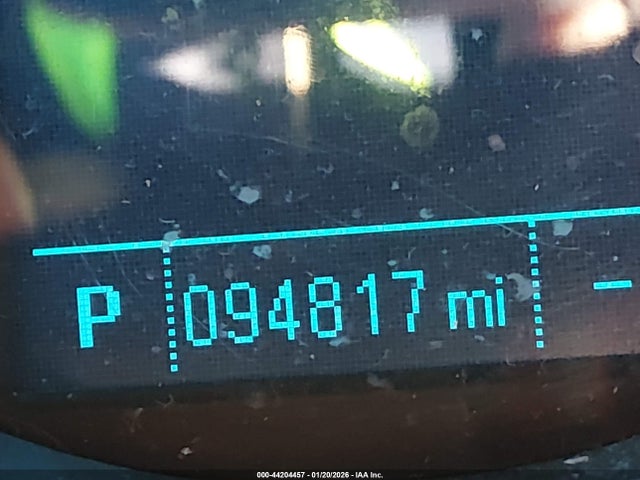 P 094817 mi –
000-44204457 - 01/20/2026 - IAA Inc.